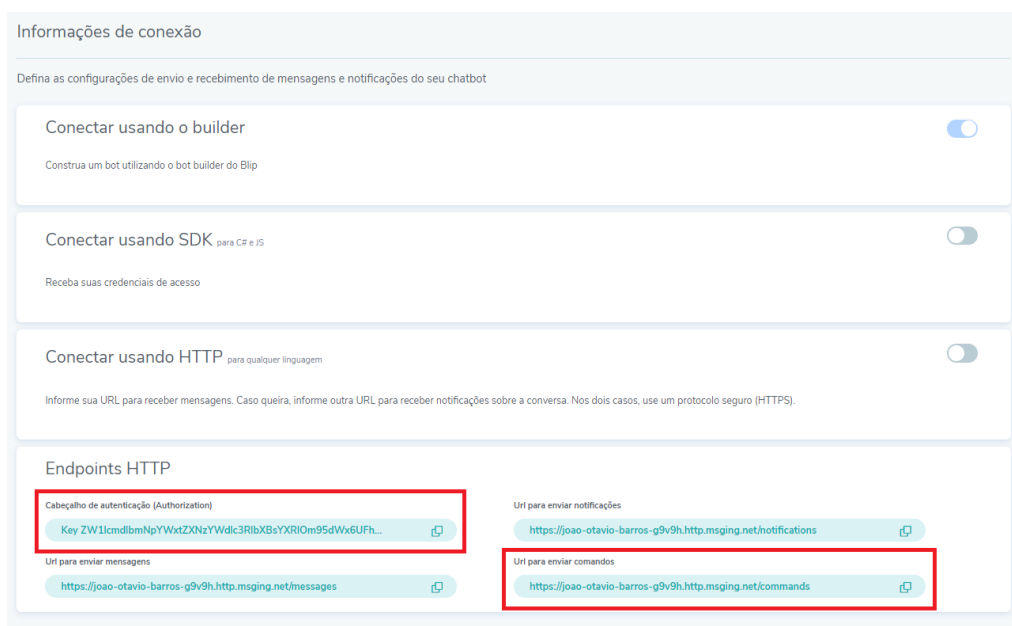 Informações de conexão
Defina as configurações de envio e recebimento de mensagens e notificações do seu chatbot
Conectar usando o builder
Construa um bot utilizando o bot builder do Blip
Conectar usando SDK para C# e JS
Receba suas credenciais de acesso
Conectar usando HTTP para qualquer linguagem
Informe sua URL para receber mensagens. Caso queira, informe outra URL para receber notificações sobre a conversa. Nos dois casos, use um protocolo seguro (HTTPS).
Endpoints HTTP
Cabeçalho de autenticação (Authorization)
Key ZW1lcmdlbmNpYWxtZXNzYWdlc3RlbXBsYXRlOm95dWx6UFh...
Url para enviar notificações
https://joao-otavio-barros-g9v9h.http.msging.net/notifications
Url para enviar mensagens
https://joao-otavio-barros-g9v9h.http.msging.net/messages
Url para enviar comandos
https://joao-otavio-barros-g9v9h.http.msging.net/commands